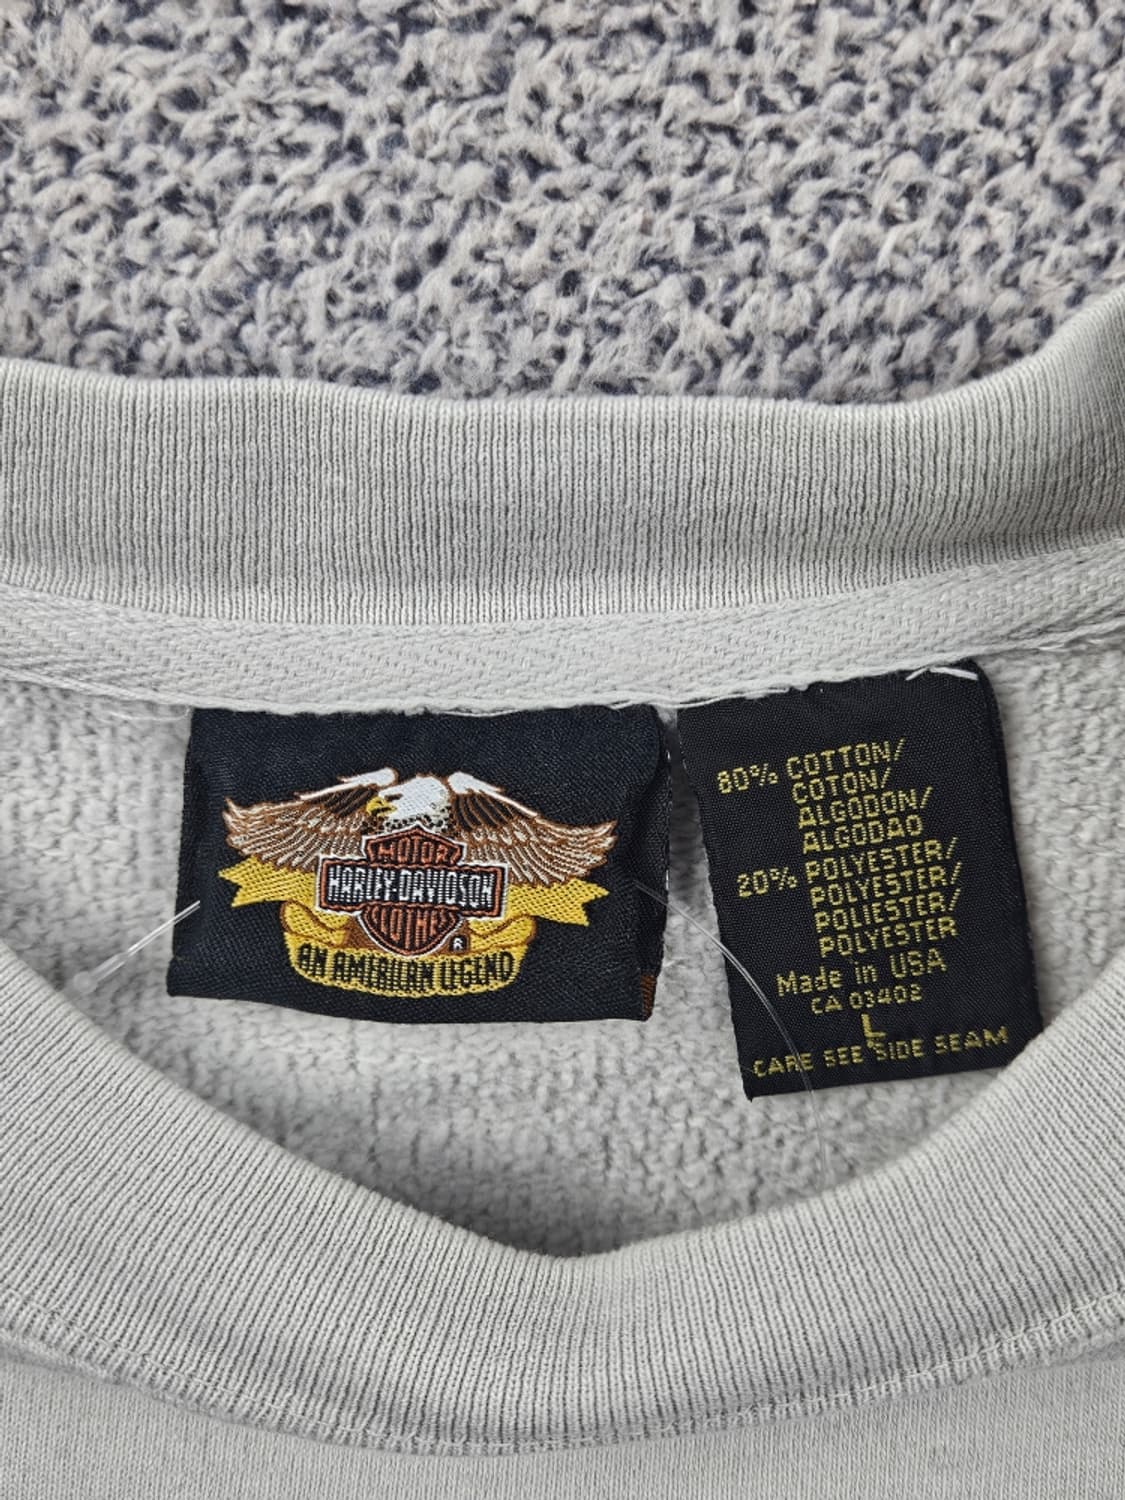 MOTOR
HARLEY-DAVIDSON
CLOTHES
®
AN AMERICAN LEGEND
80% COTTON/
COTON/
ALGODON/
ALGODAO
20% POLYESTER/
POLYESTER/
POLIESTER/
POLYESTER
Made in USA
CA 03402
L
CARE SEE SIDE SEAM